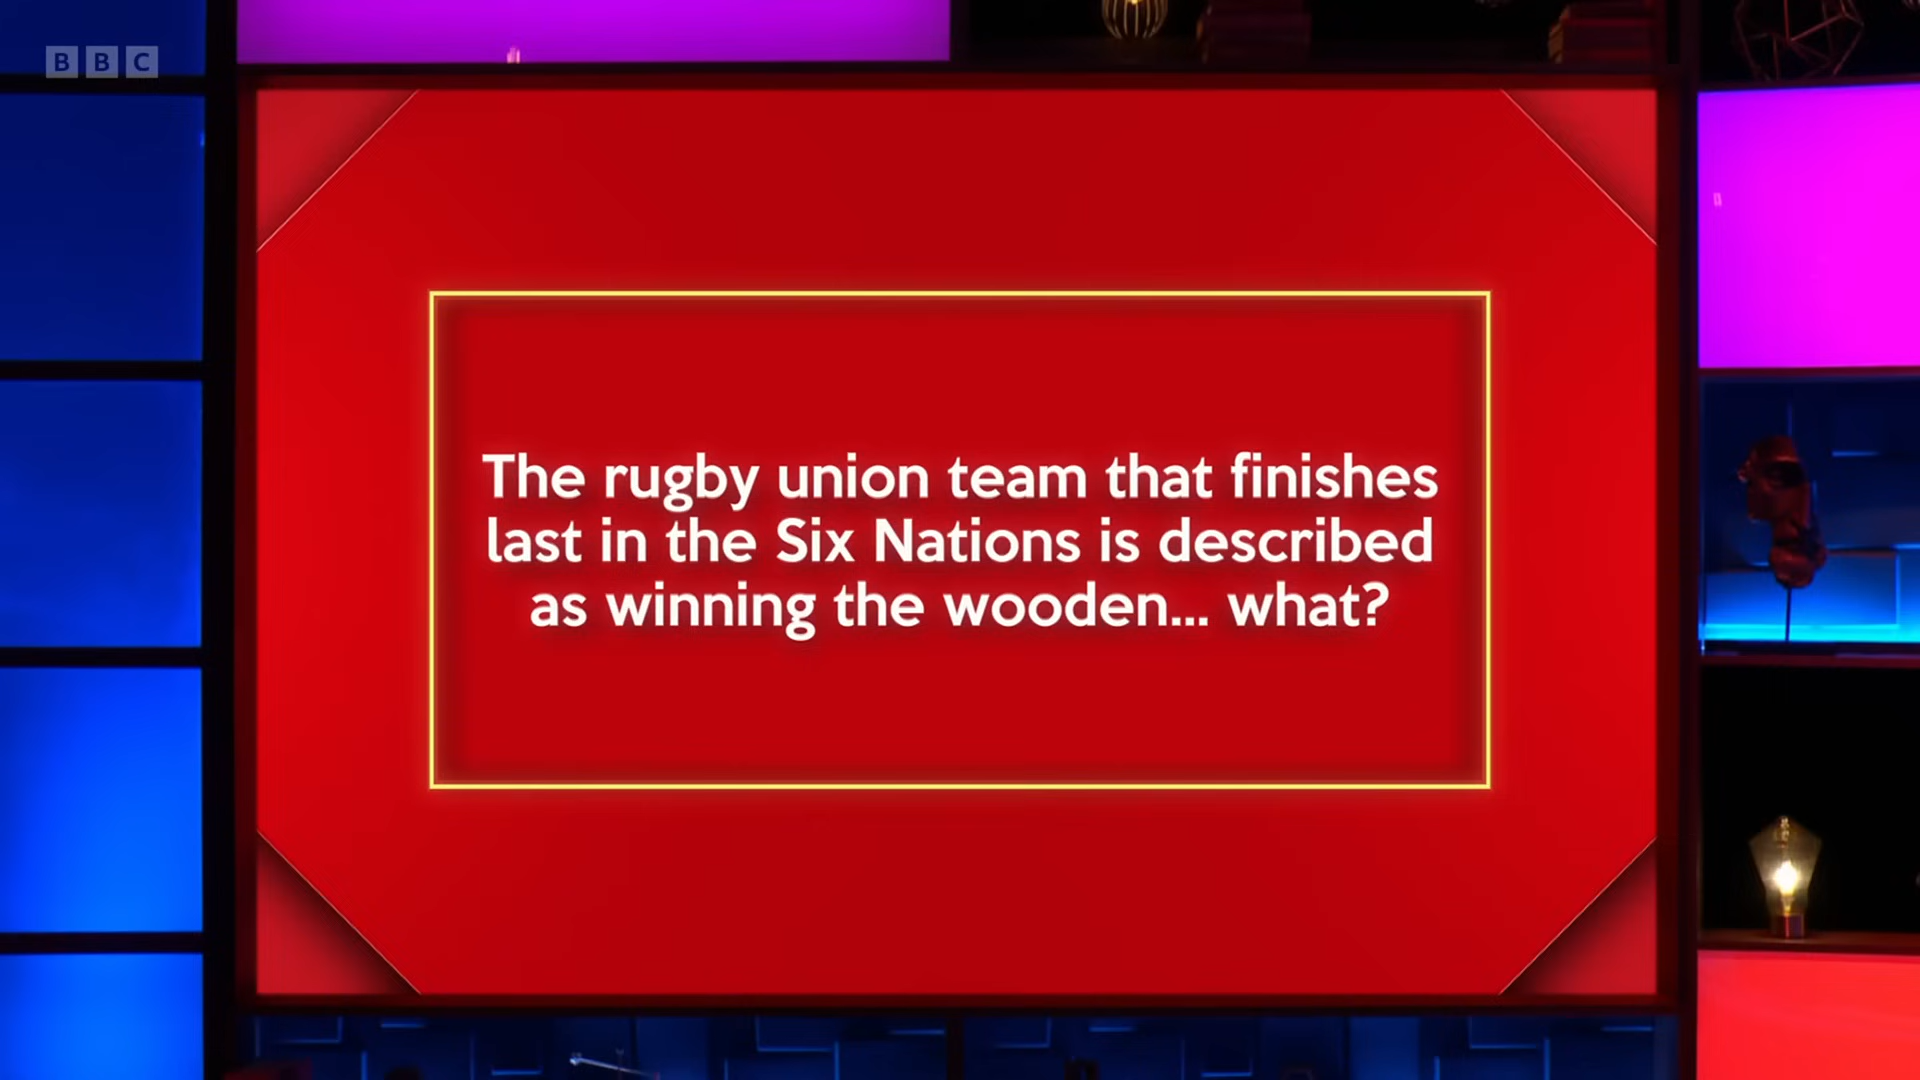 BBC
The rugby union team that finishes
last in the Six Nations is described
as winning the wooden... what?